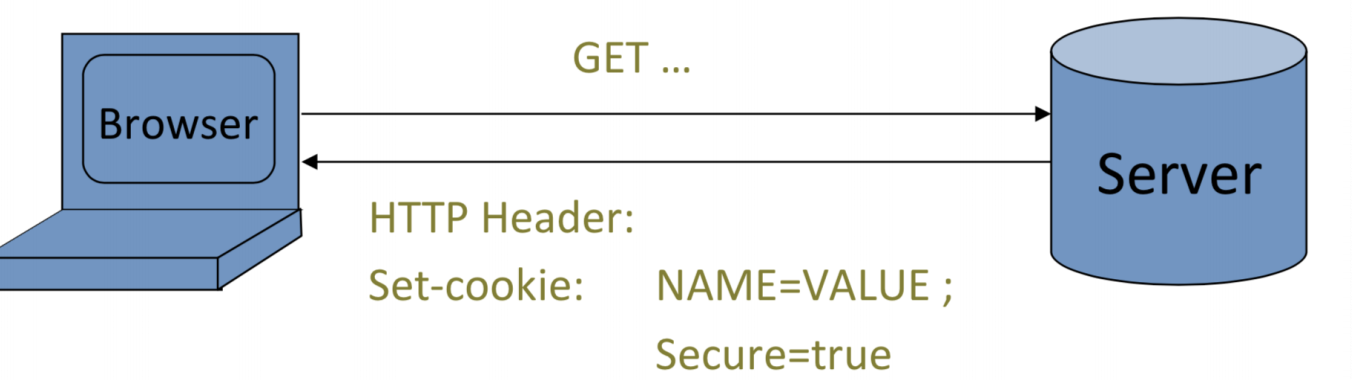 GET ...
Browser
Server
HTTP Header:
Set-cookie: NAME=VALUE ;
Secure=true